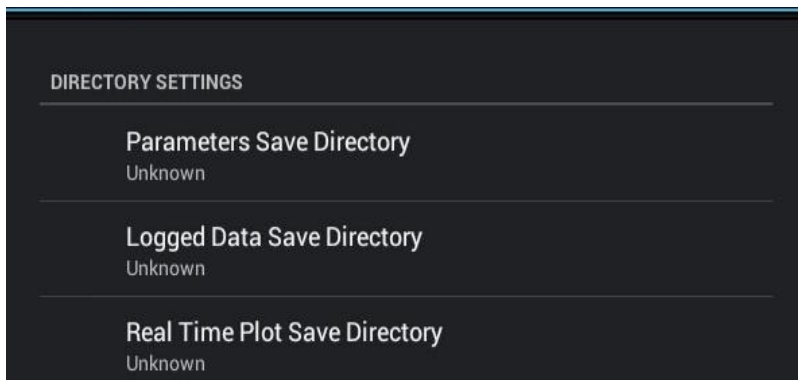 DIRECTORY SETTINGS
Parameters Save Directory
Unknown
Logged Data Save Directory
Unknown
Real Time Plot Save Directory
Unknown